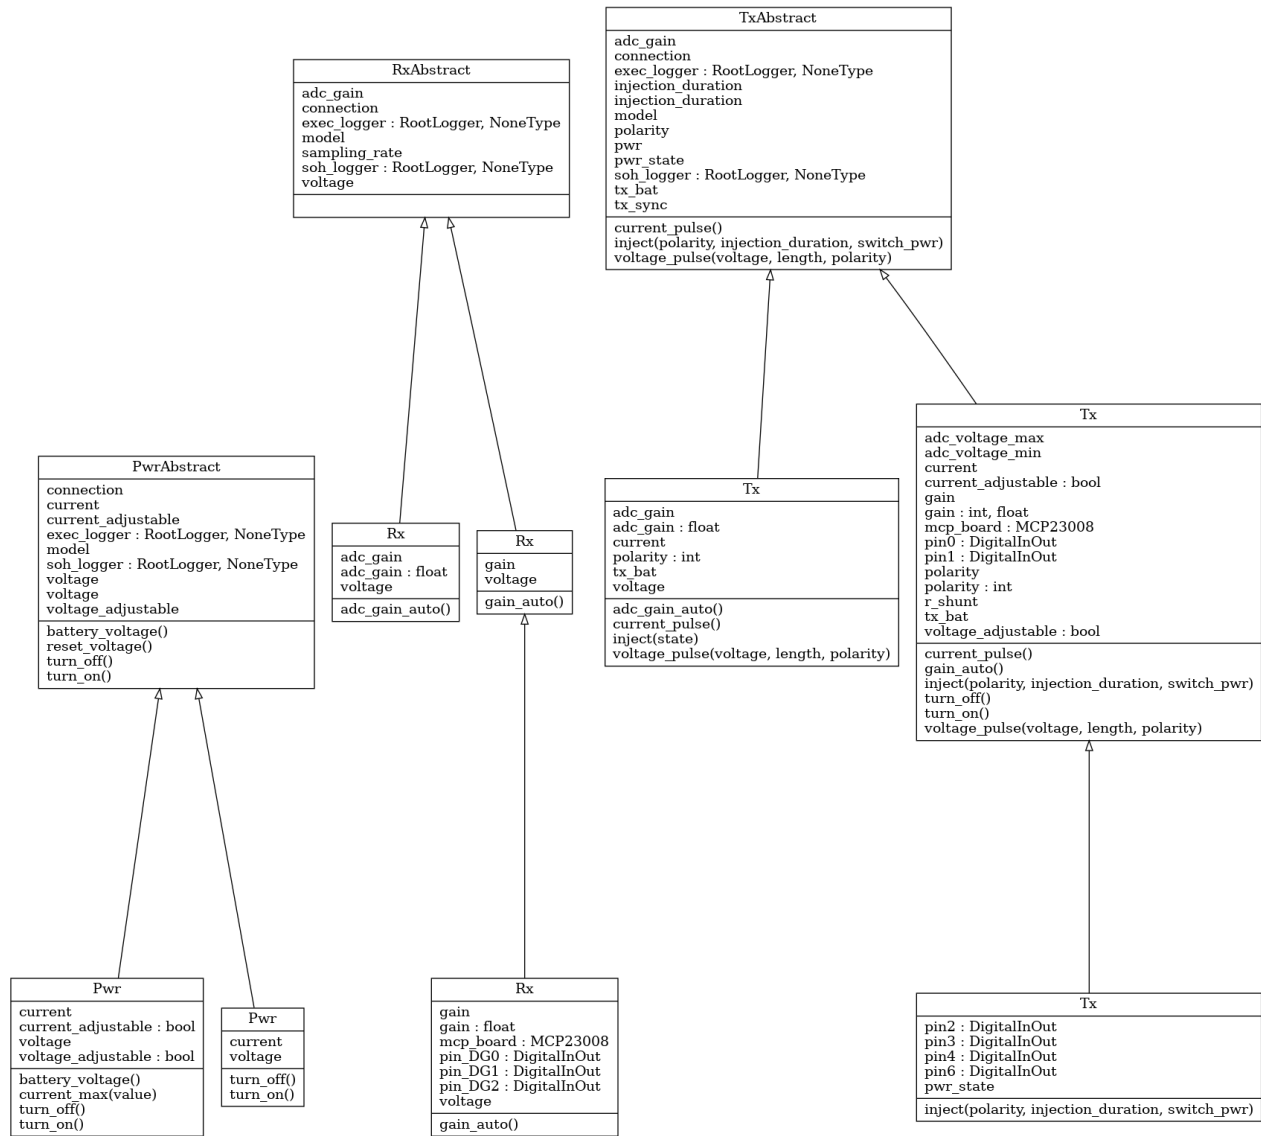 TxAbstract
adc_gain
connection
exec_logger : RootLogger, NoneType
injection_duration
injection_duration
model
polarity
pwr
pwr_state
soh_logger : RootLogger, NoneType
tx_bat
tx_sync
current_pulse()
inject(polarity, injection_duration, switch_pwr)
voltage_pulse(voltage, length, polarity)
RxAbstract
adc_gain
connection
exec_logger : RootLogger, NoneType
model
sampling_rate
soh_logger : RootLogger, NoneType
voltage
PwrAbstract
connection
current
current_adjustable
exec_logger : RootLogger, NoneType
model
soh_logger : RootLogger, NoneType
voltage
voltage
voltage_adjustable
battery_voltage()
reset_voltage()
turn_off()
turn_on()
Rx
adc_gain
adc_gain : float
voltage
adc_gain_auto()
Rx
gain
voltage
gain_auto()
Tx
adc_gain
adc_gain : float
current
polarity : int
tx_bat
voltage
adc_gain_auto()
current_pulse()
inject(state)
voltage_pulse(voltage, length, polarity)
Tx
adc_voltage_max
adc_voltage_min
current
current_adjustable : bool
gain
gain : int, float
mcp_board : MCP23008
pin0 : DigitalInOut
pin1 : DigitalInOut
polarity
polarity : int
r_shunt
tx_bat
voltage_adjustable : bool
current_pulse()
gain_auto()
inject(polarity, injection_duration, switch_pwr)
turn_off()
turn_on()
voltage_pulse(voltage, length, polarity)
Pwr
current
current_adjustable : bool
voltage
voltage_adjustable : bool
battery_voltage()
current_max(value)
turn_off()
turn_on()
Pwr
current
voltage
turn_off()
turn_on()
Rx
gain
gain : float
mcp_board : MCP23008
pin_DG0 : DigitalInOut
pin_DG1 : DigitalInOut
pin_DG2 : DigitalInOut
voltage
gain_auto()
Tx
pin2 : DigitalInOut
pin3 : DigitalInOut
pin4 : DigitalInOut
pin6 : DigitalInOut
pwr_state
inject(polarity, injection_duration, switch_pwr)